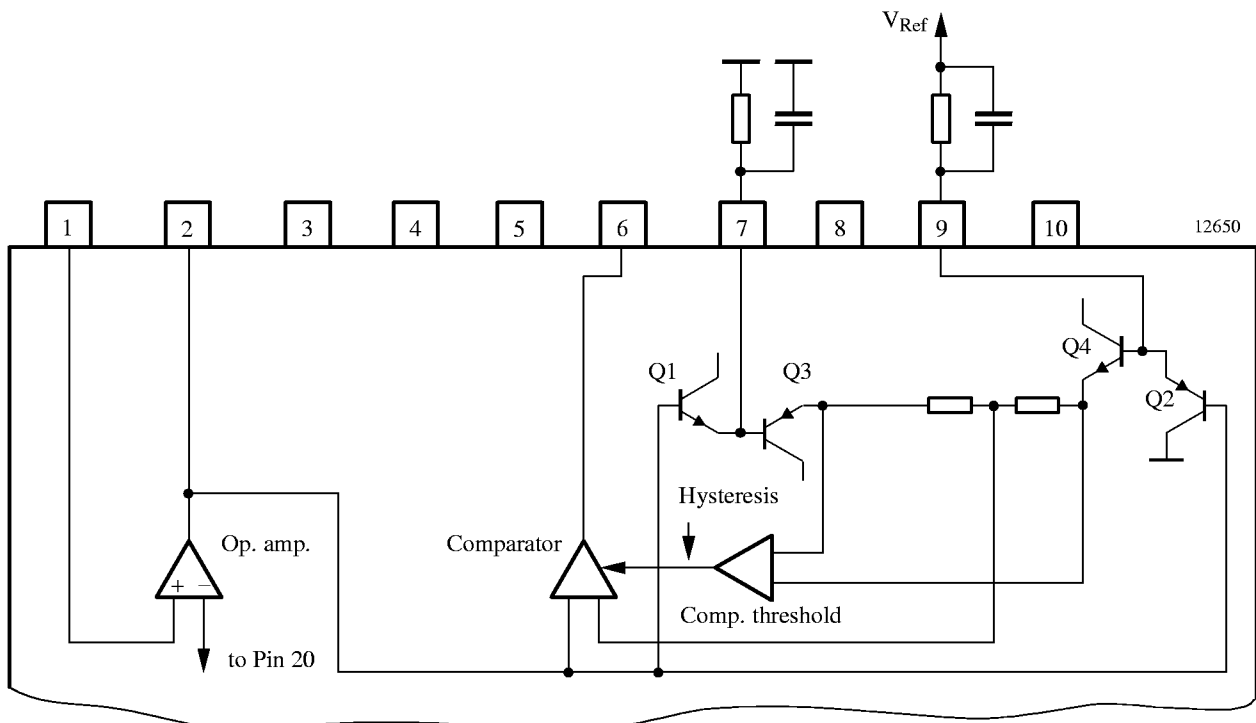 V_Ref
1 2 3 4 5 6 7 8 9 10 12650
Q4
Q1 Q3
Q2
Hysteresis
Op. amp. Comparator
+ −
Comp. threshold
to Pin 20